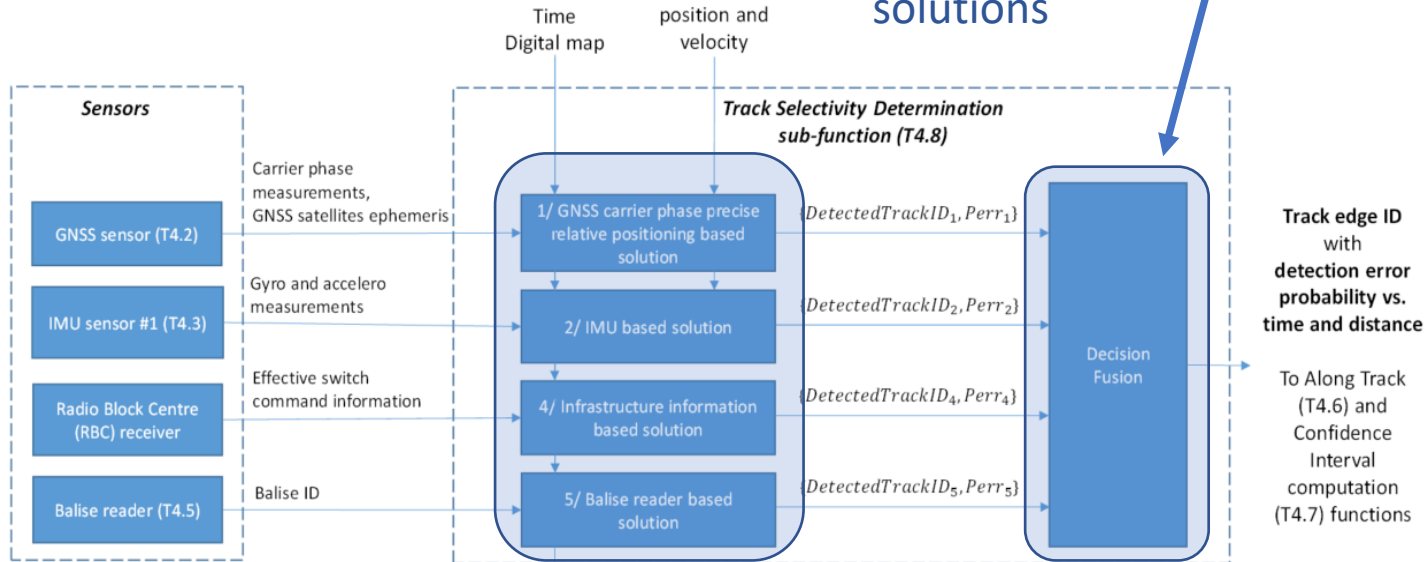 solutions
Time
Digital map
position and
velocity
Sensors
Track Selectivity Determination
sub-function (T4.8)
Carrier phase
measurements,
GNSS satellites ephemeris
GNSS sensor (T4.2)
1/ GNSS carrier phase precise
relative positioning based
solution
{DetectedTrackID₁, Perr₁}
Gyro and accelero
measurements
IMU sensor #1 (T4.3)
2/ IMU based solution
{DetectedTrackID₂, Perr₂}
Effective switch
command information
Radio Block Centre
(RBC) receiver
4/ Infrastructure information
based solution
{DetectedTrackID₄, Perr₄}
Balise ID
Balise reader (T4.5)
5/ Balise reader based
solution
{DetectedTrackID₅, Perr₅}
Decision
Fusion
Track edge ID
with
detection error
probability vs.
time and distance
To Along Track
(T4.6) and
Confidence
Interval
computation
(T4.7) functions